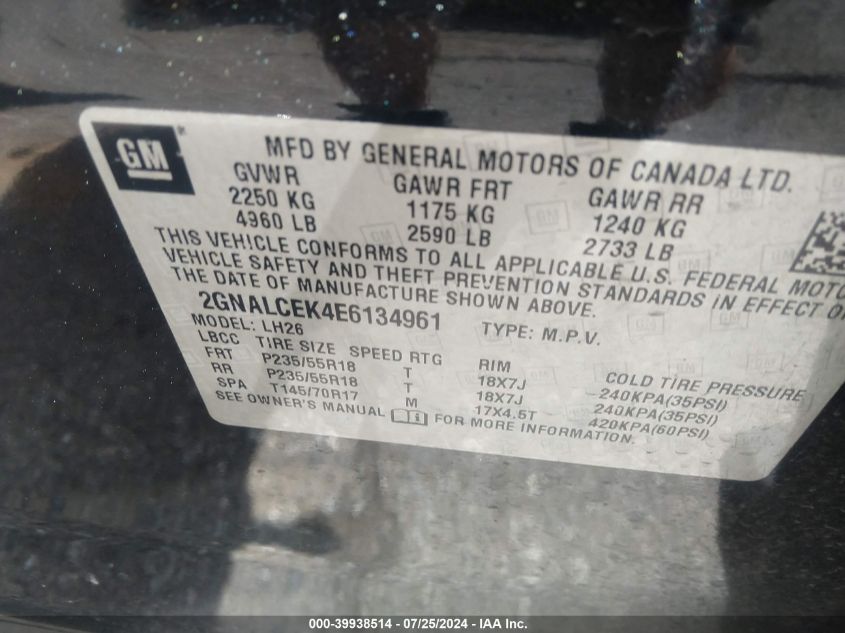 GM
MFD BY GENERAL MOTORS OF CANADA LTD.
GVWR GAWR FRT GAWR RR
2250 KG 1175 KG 1240 KG
4960 LB 2590 LB 2733 LB
THIS VEHICLE CONFORMS TO ALL APPLICABLE U.S. FEDERAL MOTO
VEHICLE SAFETY AND THEFT PREVENTION STANDARDS IN EFFECT O
THE DATE OF MANUFACTURE SHOWN ABOVE.
2GNALCEK4E6134961 TYPE: M.P.V.
MODEL: LH26
LBCC TIRE SIZE SPEED RTG RIM COLD TIRE PRESSURE
FRT P235/55R18 T 18X7J 240KPA(35PSI)
RR P235/55R18 T 18X7J 240KPA(35PSI)
SPA T145/70R17 M 17X4.5T 420KPA(60PSI)
SEE OWNER'S MANUAL FOR MORE INFORMATION.
000-39938514 - 07/25/2024 - IAA Inc.